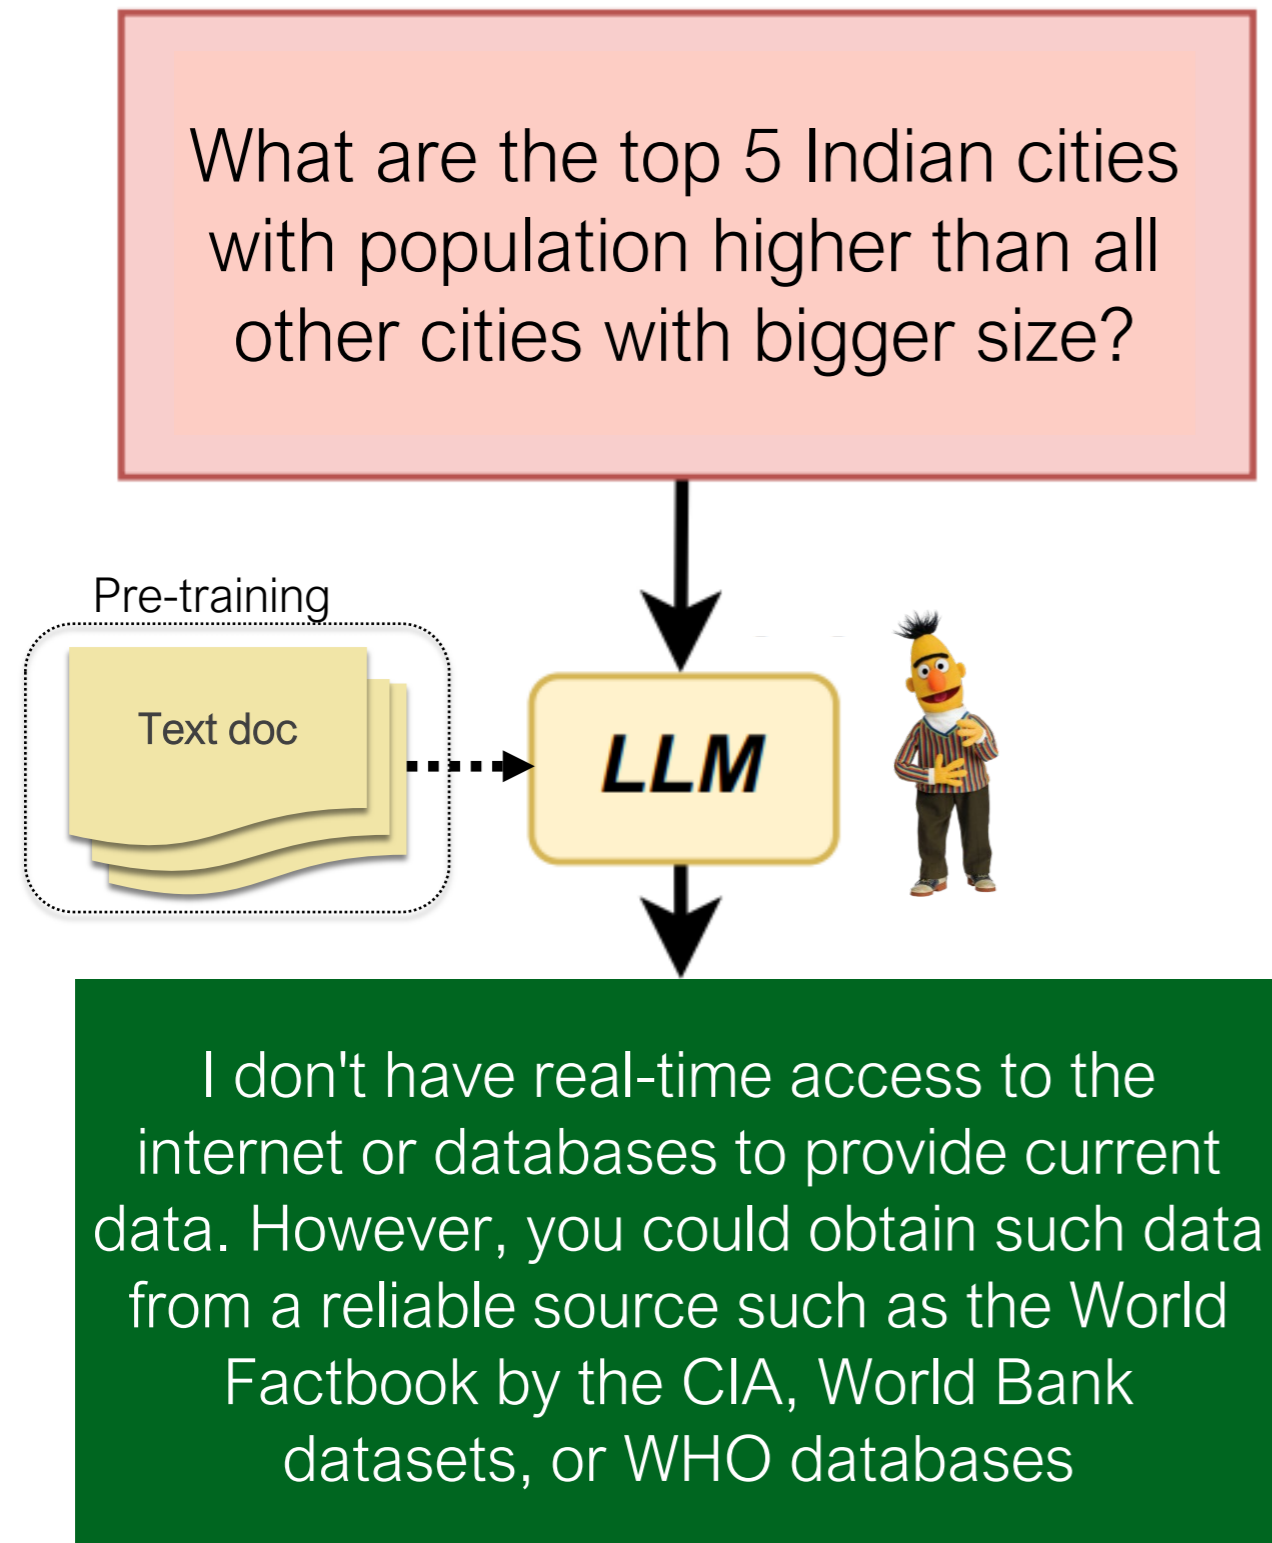 What are the top 5 Indian cities
with population higher than all
other cities with bigger size?
Pre-training
Text doc
LLM
I don't have real-time access to the
internet or databases to provide current
data. However, you could obtain such data
from a reliable source such as the World
Factbook by the CIA, World Bank
datasets, or WHO databases